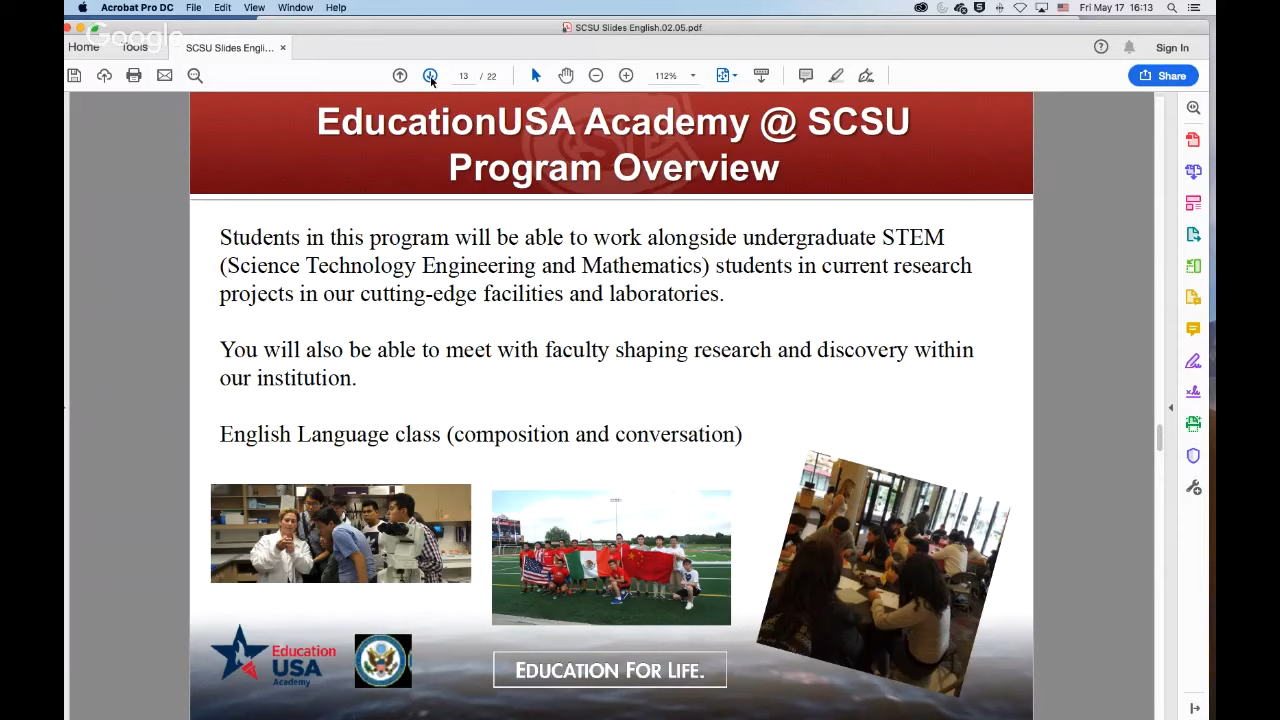 Acrobat Pro DC File Edit View Window Help Fri May 17 16:13
SCSU Slides English.02.05.pdf
Google
Home Tools SCSU Slides Engli... × Sign In
13 / 22 112% Share
EducationUSA Academy @ SCSU
Program Overview
Students in this program will be able to work alongside undergraduate STEM
(Science Technology Engineering and Mathematics) students in current research
projects in our cutting-edge facilities and laboratories.
You will also be able to meet with faculty shaping research and discovery within
our institution.
English Language class (composition and conversation)
Education
USA
Academy
EDUCATION FOR LIFE.